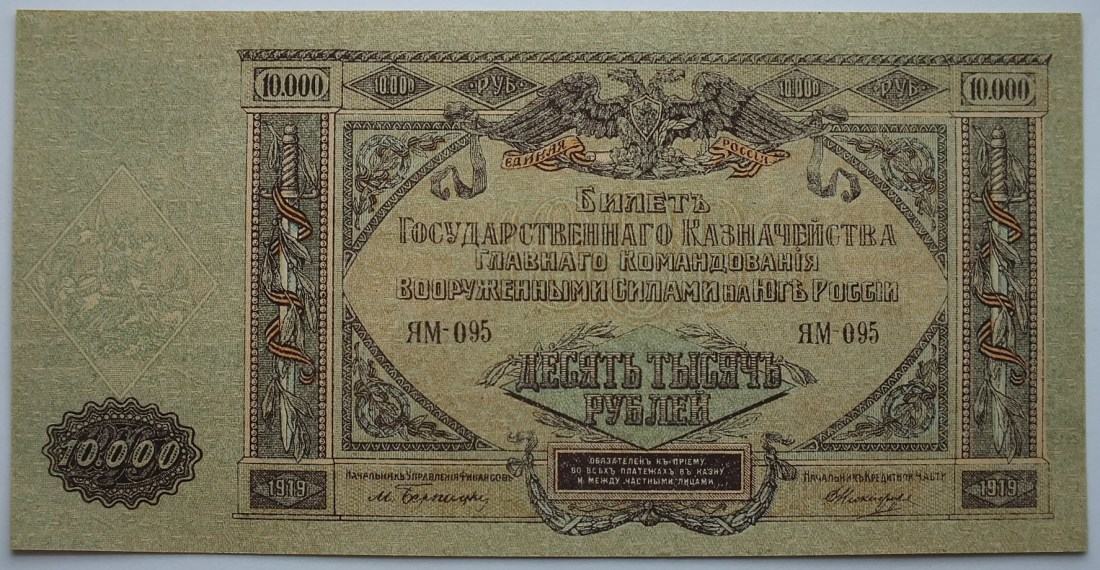 10.000 10.000 РУБ 10.000 РУБ 10.000
ЕДИНАЯ РОССІЯ
БИЛЕТЪ
ГОСУДАРСТВЕННАГО КАЗНАЧЕЙСТВА
ГЛАВНАГО КОМАНДОВАНІЯ
ВООРУЖЕННЫМИ СИЛАМИ НА ЮГѢ РОССІИ
ЯМ-095 ЯМ-095
ДЕСЯТЬ ТЫСЯЧЪ
РУБЛЕЙ
10.000
ОБЯЗАТЕЛЕН КЪ ПРІЕМУ
ВО ВСѢХЪ ПЛАТЕЖАХЪ ВЪ КАЗНУ
И МЕЖДУ ЧАСТНЫМИ ЛИЦАМИ
1919 НАЧАЛЬНИКЪ УПРАВЛЕНІЯ ФИНАНСОВЪ НАЧАЛЬНИК КРЕДИТНОЙ ЧАСТИ 1919